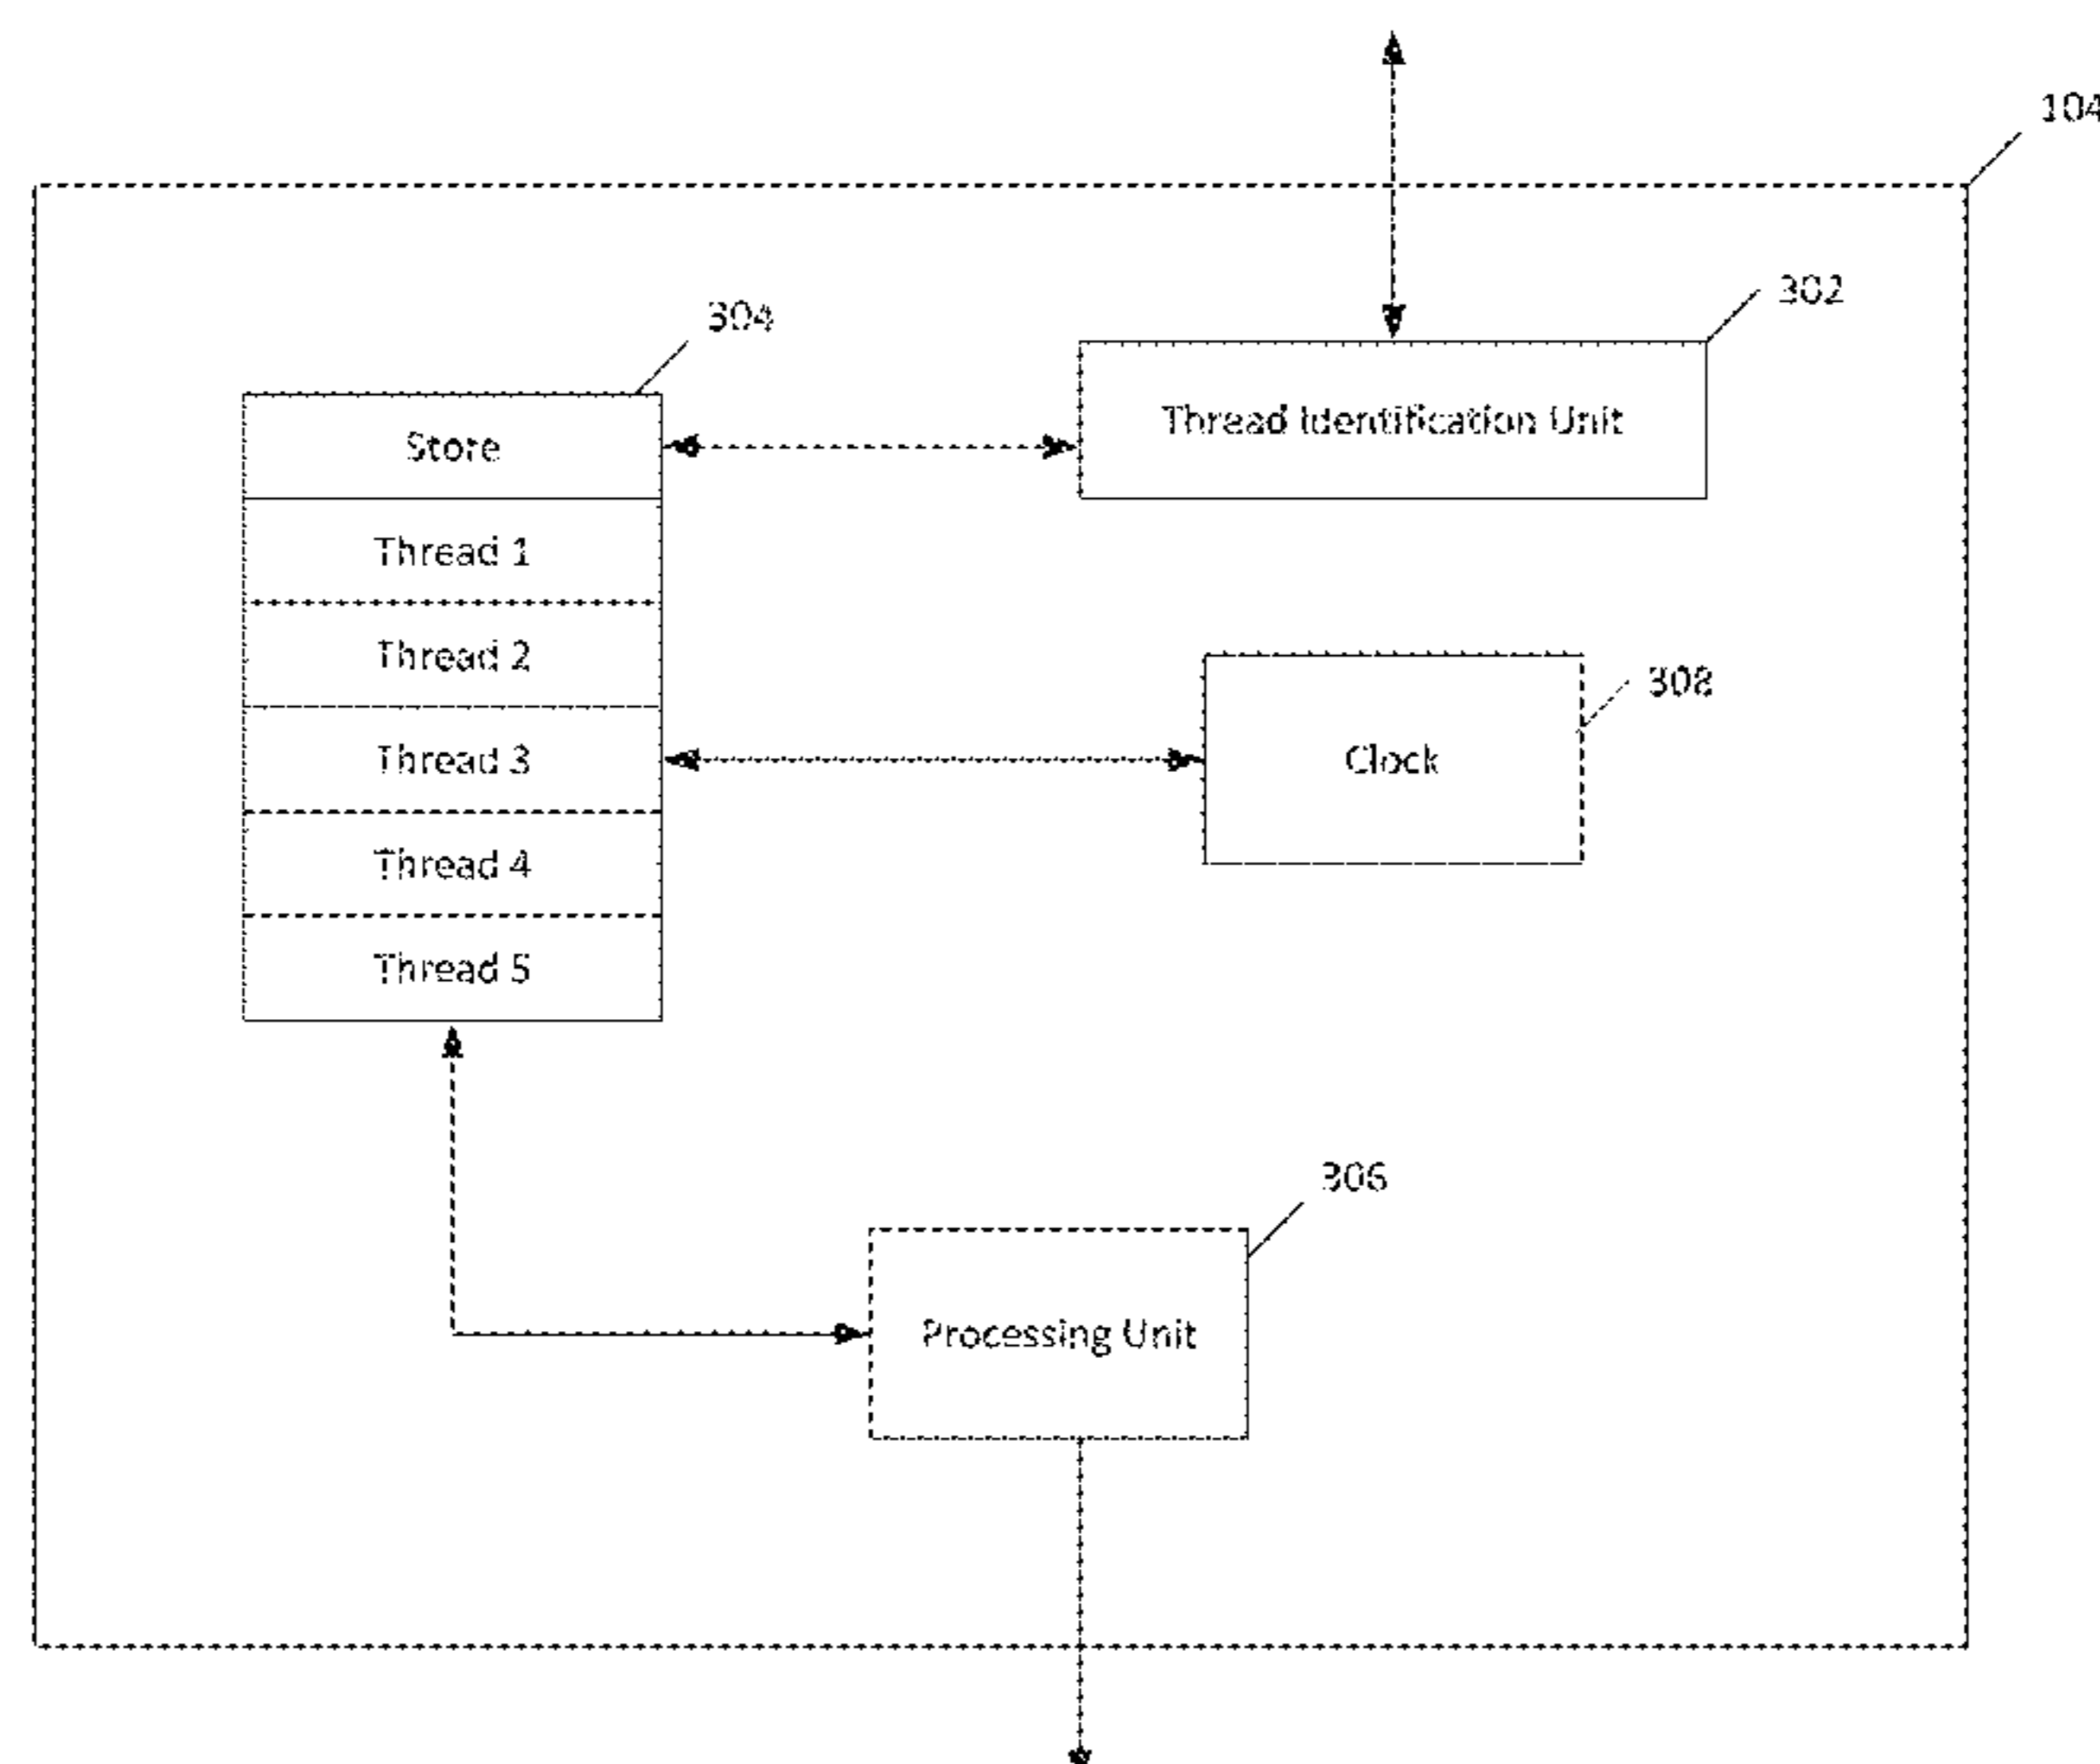 104
302
304
Thread Identification Unit
Store
Thread 1
Thread 2
308
Thread 3
Clock
Thread 4
Thread 5
306
Processing Unit